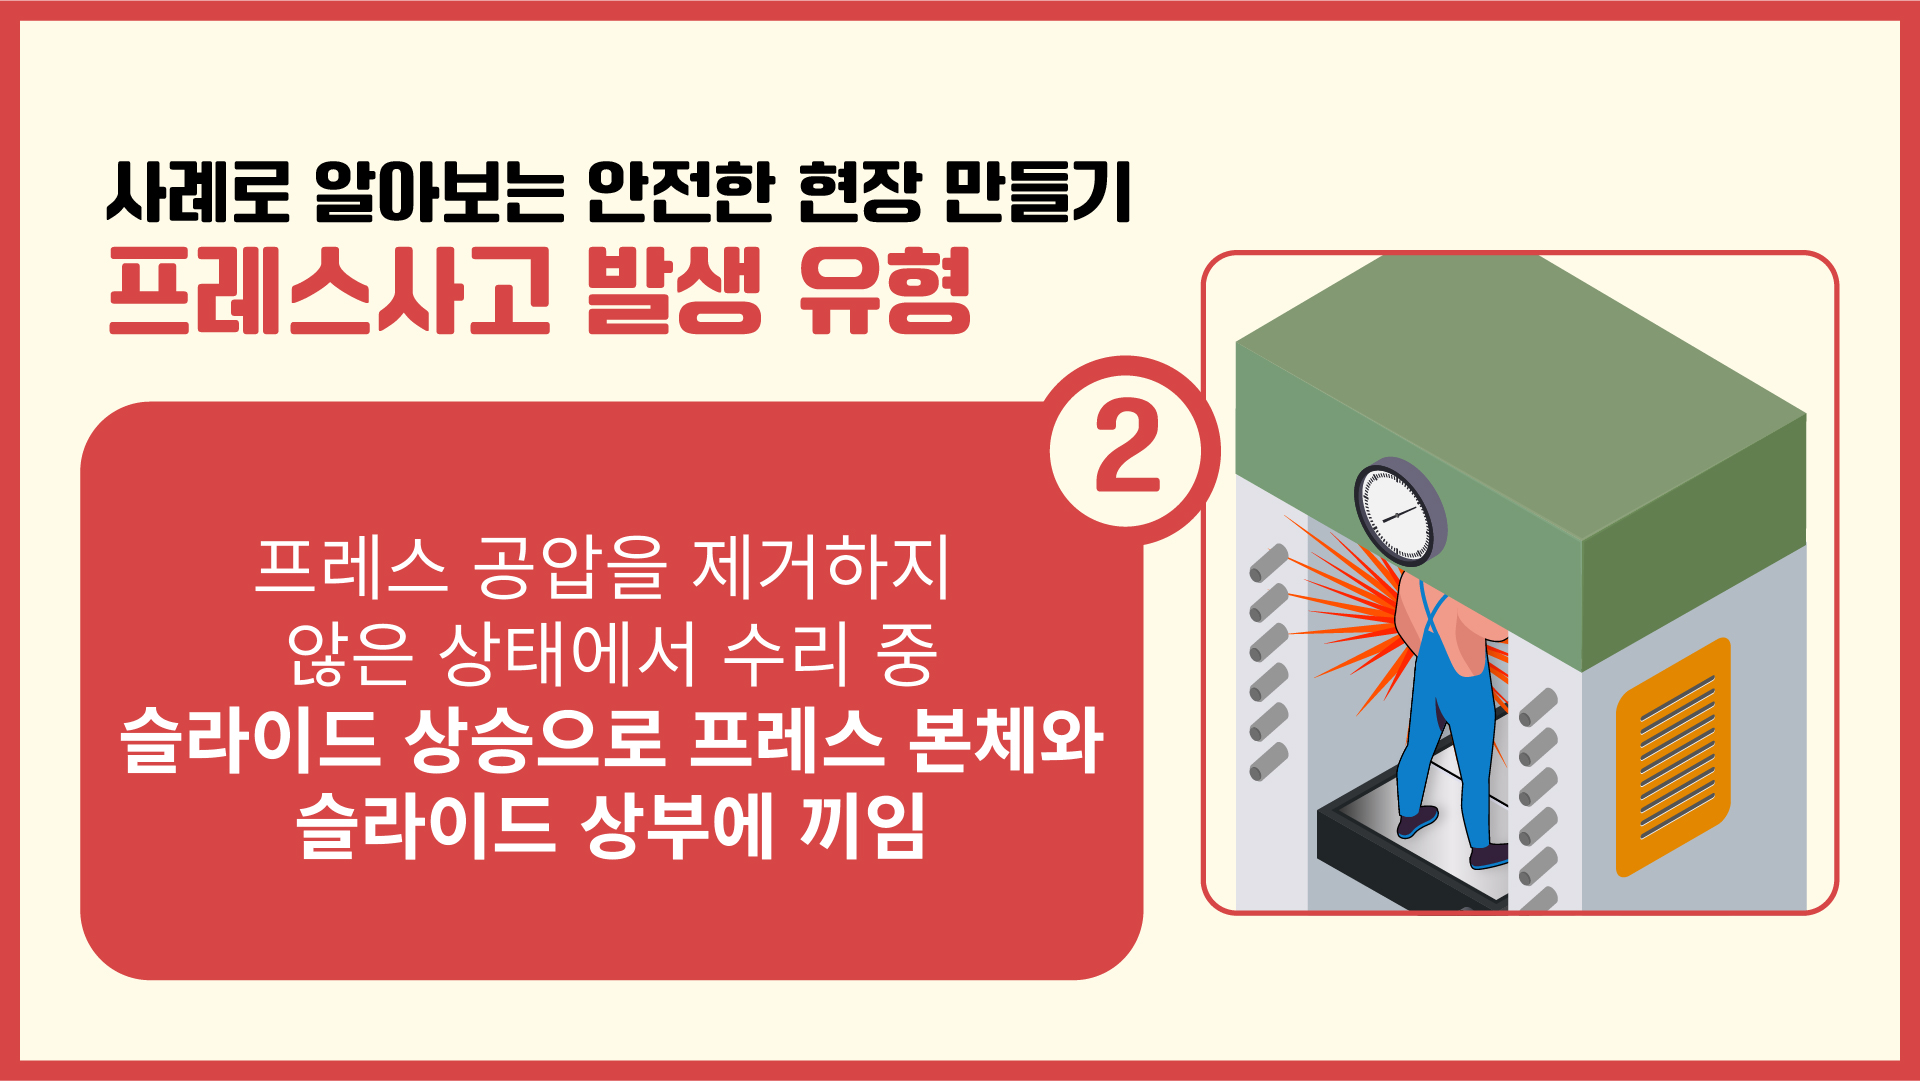 사례로 알아보는 안전한 현장 만들기
프레스사고 발생 유형
2
프레스 공압을 제거하지
않은 상태에서 수리 중
슬라이드 상승으로 프레스 본체와
슬라이드 상부에 끼임